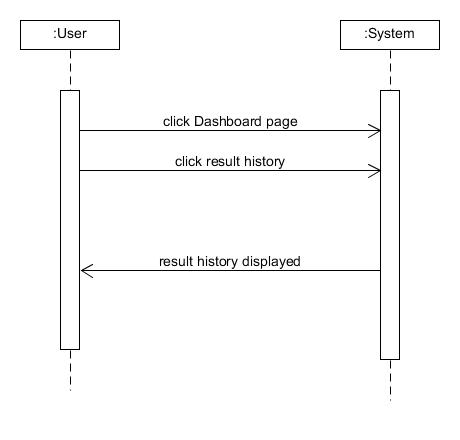 :User
:System
click Dashboard page
click result history
result history displayed